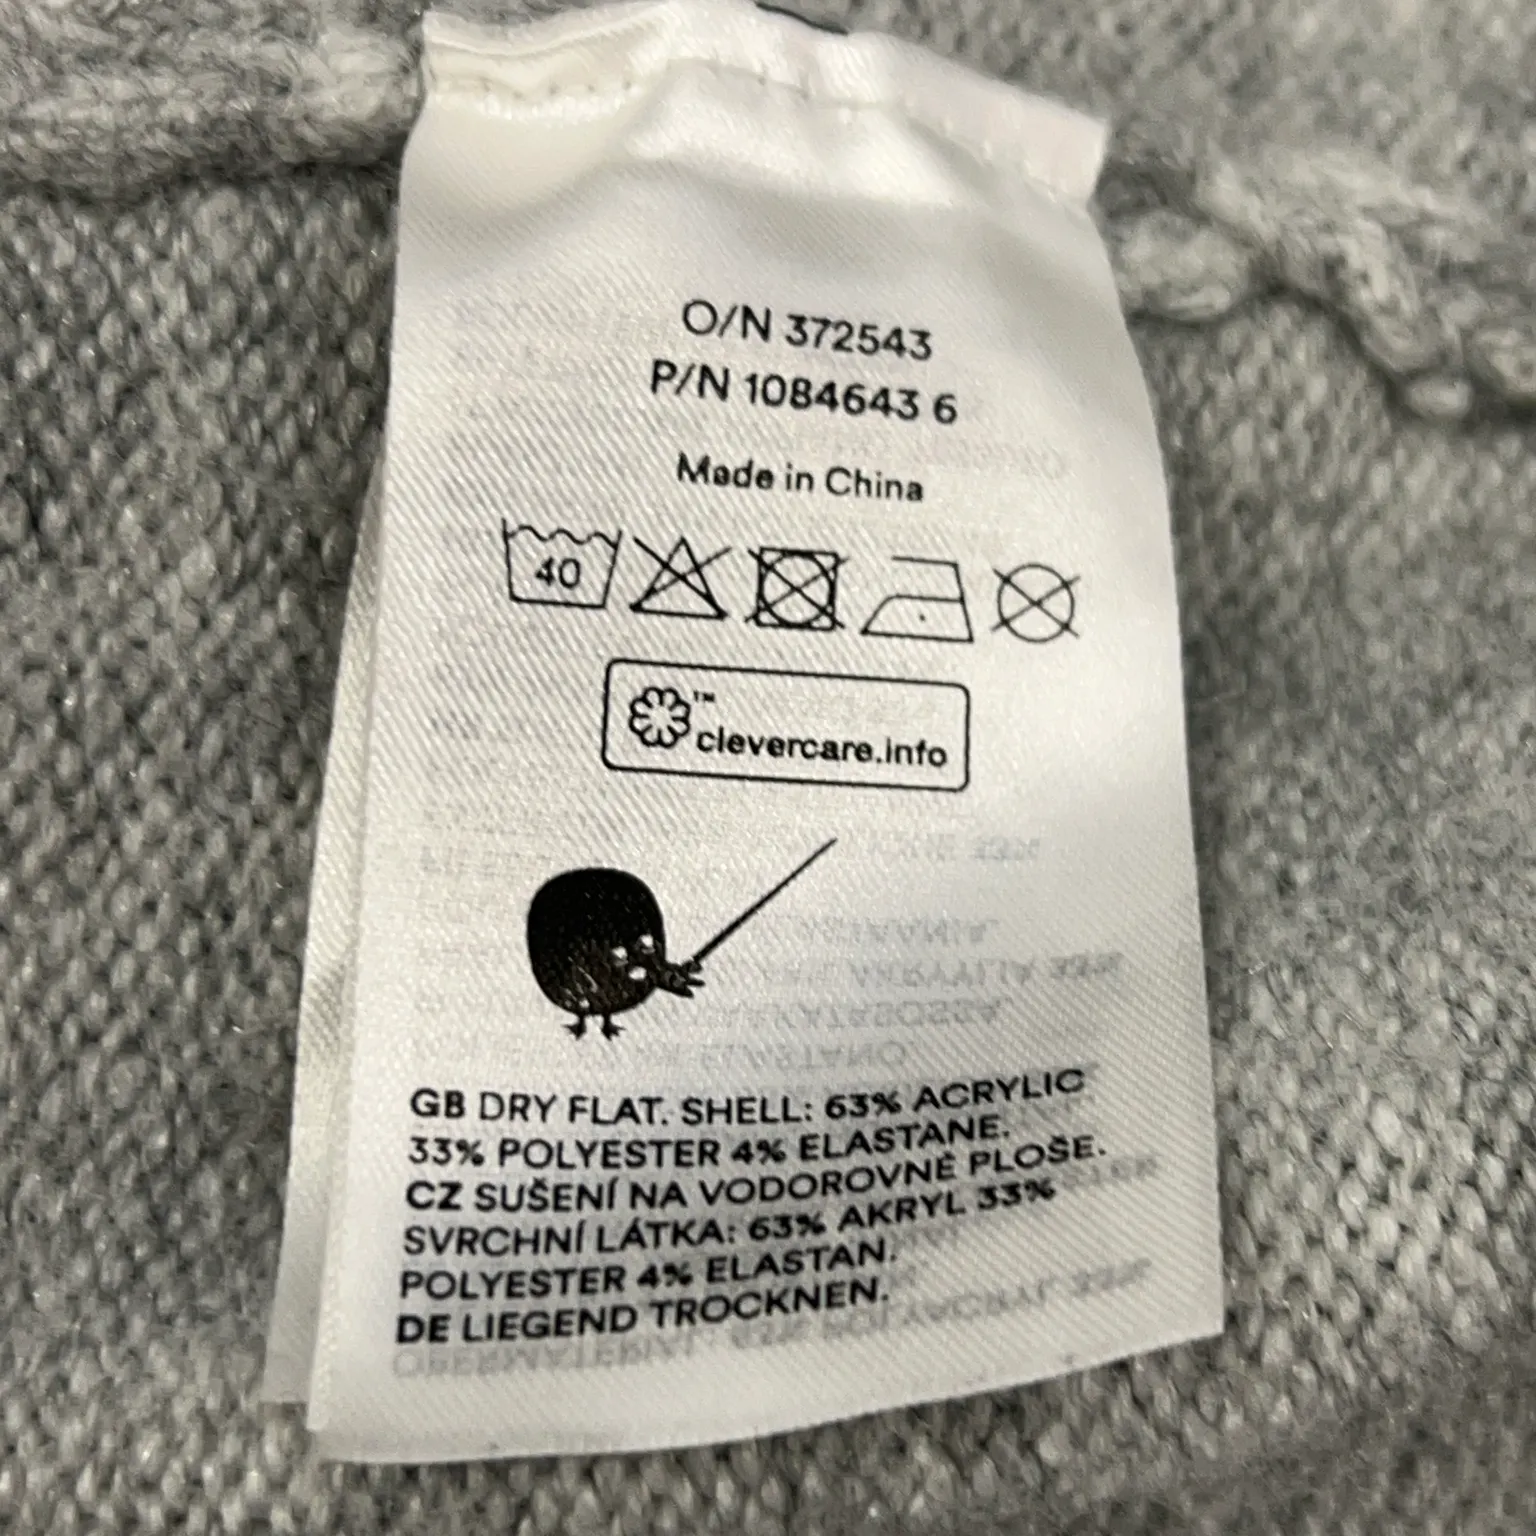 O/N 372543
P/N 1084643 6
Made in China
40
™
clevercare.info
GB DRY FLAT. SHELL: 63% ACRYLIC
33% POLYESTER 4% ELASTANE.
CZ SUŠENÍ NA VODOROVNÉ PLOŠE.
SVRCHNÍ LÁTKA: 63% AKRYL 33%
POLYESTER 4% ELASTAN.
DE LIEGEND TROCKNEN.